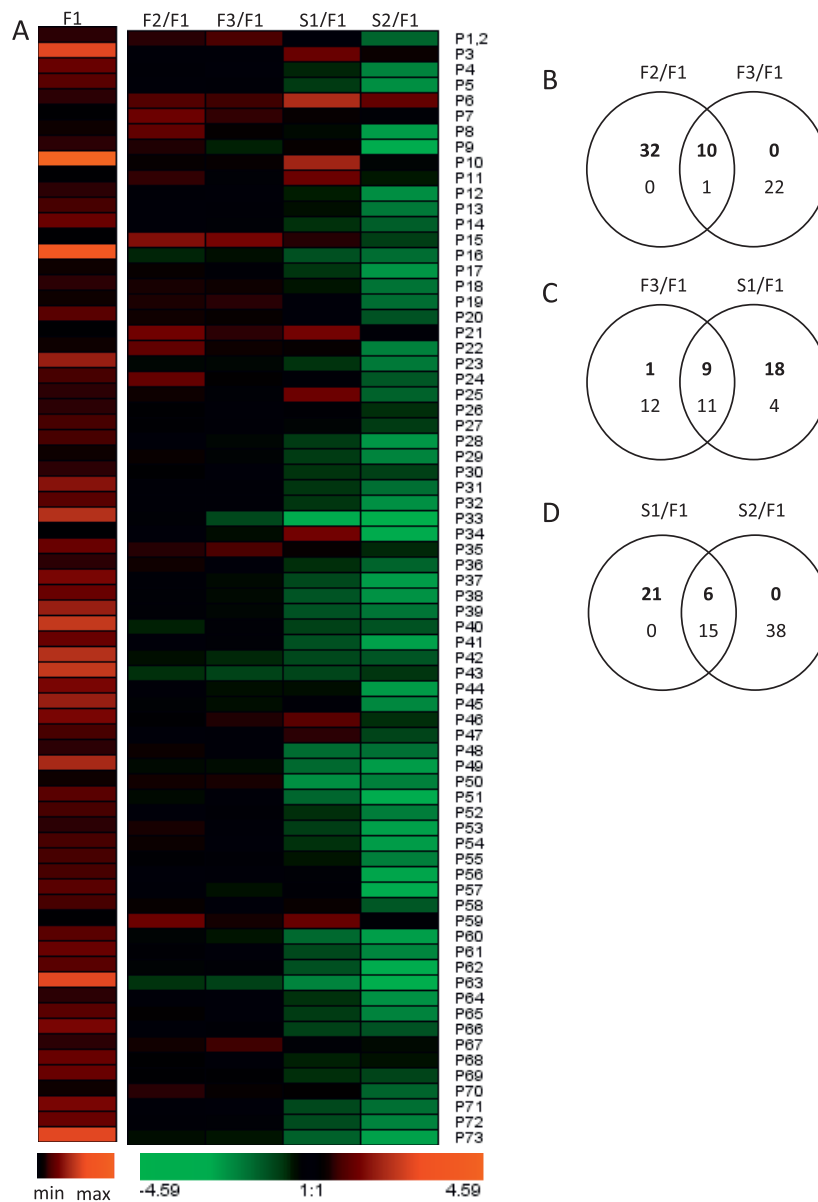 A
F1
F2/F1 F3/F1 S1/F1 S2/F1
P1,2
P3
P4
P5
P6
P7
P8
P9
P10
P11
P12
P13
P14
P15
P16
P17
P18
P19
P20
P21
P22
P23
P24
P25
P26
P27
P28
P29
P30
P31
P32
P33
P34
P35
P36
P37
P38
P39
P40
P41
P42
P43
P44
P45
P46
P47
P48
P49
P50
P51
P52
P53
P54
P55
P56
P57
P58
P59
P60
P61
P62
P63
P64
P65
P66
P67
P68
P69
P70
P71
P72
P73
min max
-4.59 1:1 4.59
B
F2/F1 F3/F1
32 10 0
0 1 22
C
F3/F1 S1/F1
1 9 18
12 11 4
D
S1/F1 S2/F1
21 6 0
0 15 38